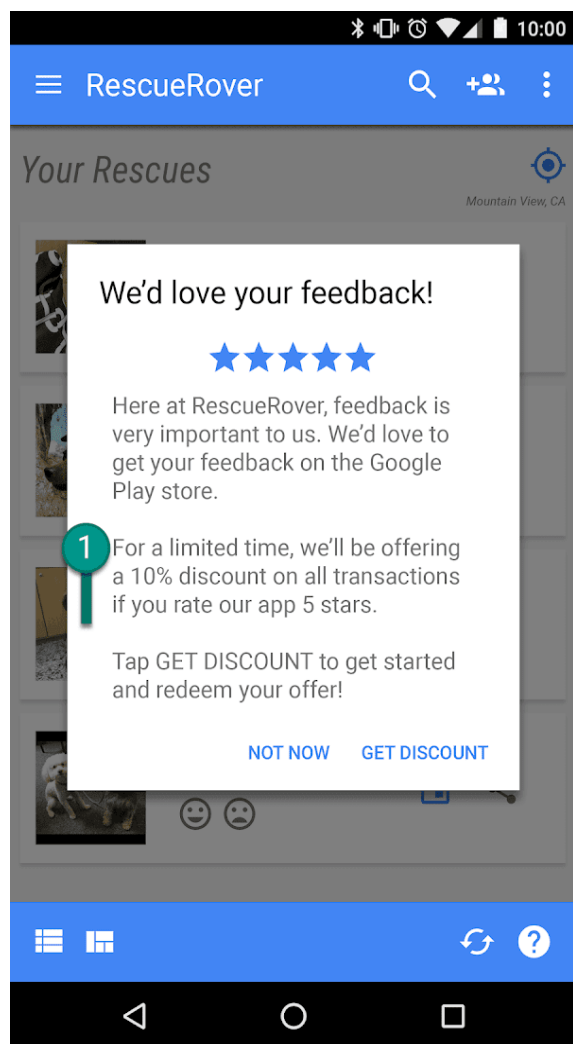 10:00
RescueRover
Your Rescues
Mountain View, CA
We'd love your feedback!
Here at RescueRover, feedback is
very important to us. We'd love to
get your feedback on the Google
Play store.
1
For a limited time, we'll be offering
a 10% discount on all transactions
if you rate our app 5 stars.
Tap GET DISCOUNT to get started
and redeem your offer!
NOT NOW GET DISCOUNT
?